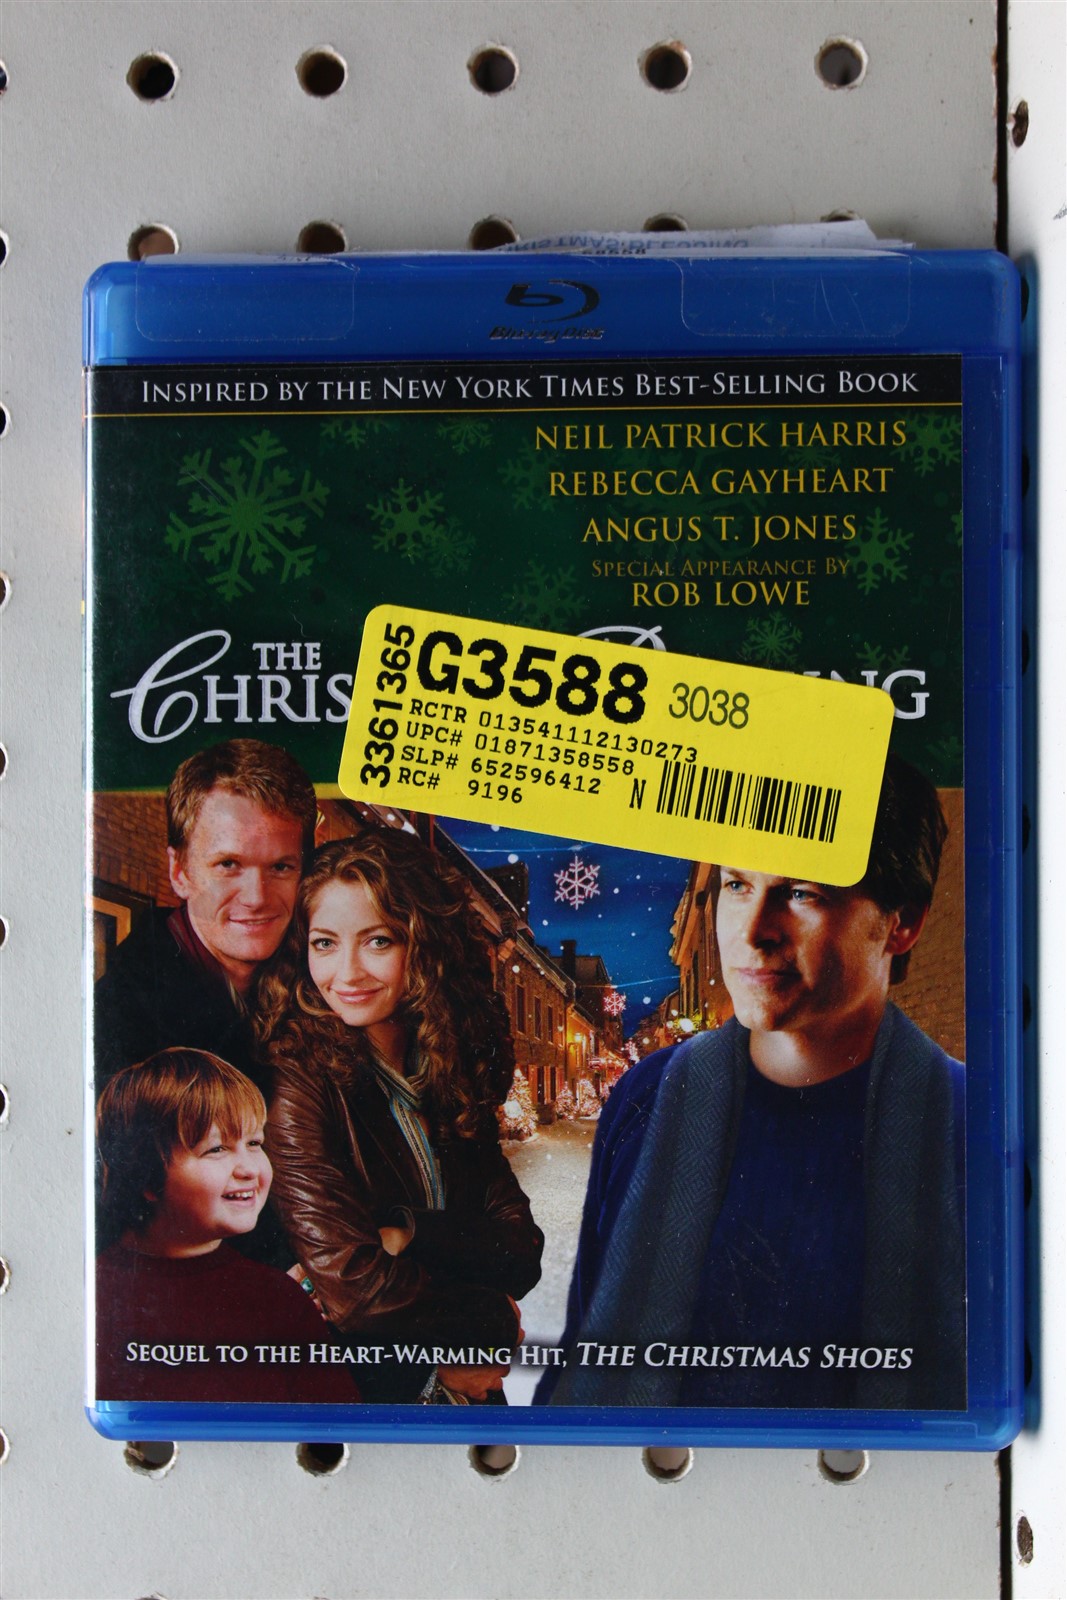 58558
Blu-ray Disc
INSPIRED BY THE NEW YORK TIMES BEST-SELLING BOOK
NEIL PATRICK HARRIS
REBECCA GAYHEART
ANGUS T. JONES
SPECIAL APPEARANCE BY
ROB LOWE
THE
CHRIS
ING
3361365
G3588 3038
RCTR 013541112130273
UPC# 01871358558
SLP# 652596412
RC# 9196
N
SEQUEL TO THE HEART-WARMING HIT, THE CHRISTMAS SHOES